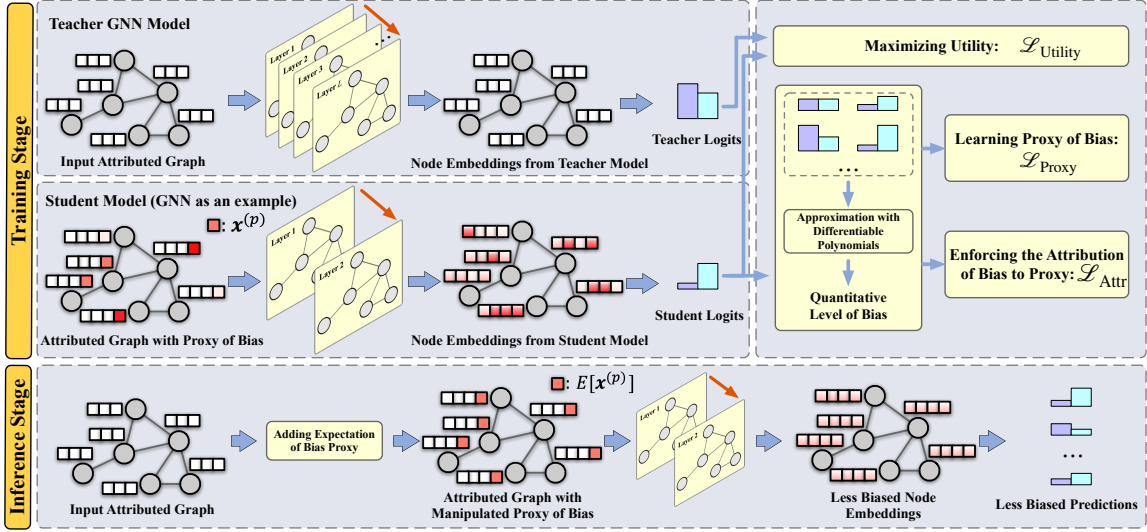 Training Stage
Teacher GNN Model
Layer 1
Layer 2
Layer 3
...
Layer L
Input Attributed Graph
Node Embeddings from Teacher Model
Teacher Logits
Student Model (GNN as an example)
: x^(p)
Layer 1
Layer 2
Attributed Graph with Proxy of Bias
Node Embeddings from Student Model
Student Logits
Maximizing Utility: ℒ_Utility
...
Approximation with
Differentiable
Polynomials
Quantitative
Level of Bias
Learning Proxy of Bias:
ℒ_Proxy
Enforcing the Attribution
of Bias to Proxy: ℒ_Attr
Inference Stage
Input Attributed Graph
Adding Expectation
of Bias Proxy
: E[x^(p)]
Attributed Graph with
Manipulated Proxy of Bias
Layer 1
Layer 2
Less Biased Node
Embeddings
...
Less Biased Predictions